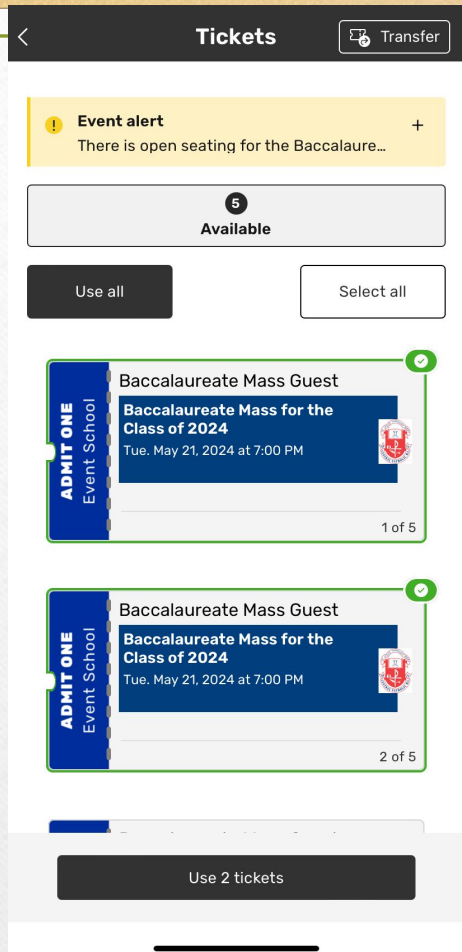 Tickets
Transfer
Event alert
There is open seating for the Baccalaure...
5
Available
Use all
Select all
ADMIT ONE
Event School
Baccalaureate Mass Guest
Baccalaureate Mass for the
Class of 2024
Tue. May 21, 2024 at 7:00 PM
1 of 5
ADMIT ONE
Event School
Baccalaureate Mass Guest
Baccalaureate Mass for the
Class of 2024
Tue. May 21, 2024 at 7:00 PM
2 of 5
Use 2 tickets